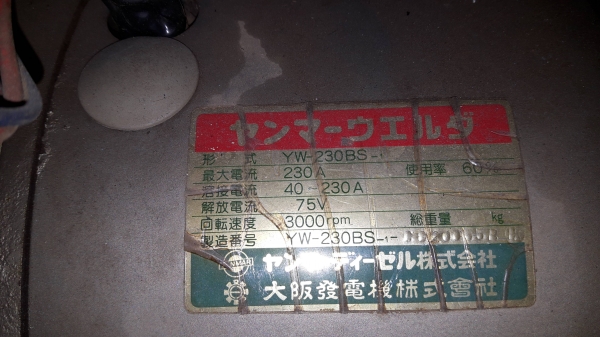 ヤンマーウエルダ
形式 YW-230BS-1
最大電流 230A 使用率 60%
溶接電流 40~230A
解放電流 75V
回転速度 3000rpm 総重量 kg
製造番号 YW-230BS-1-
YANMAR ヤンマーディーゼル株式会社
大阪發電機株式會社